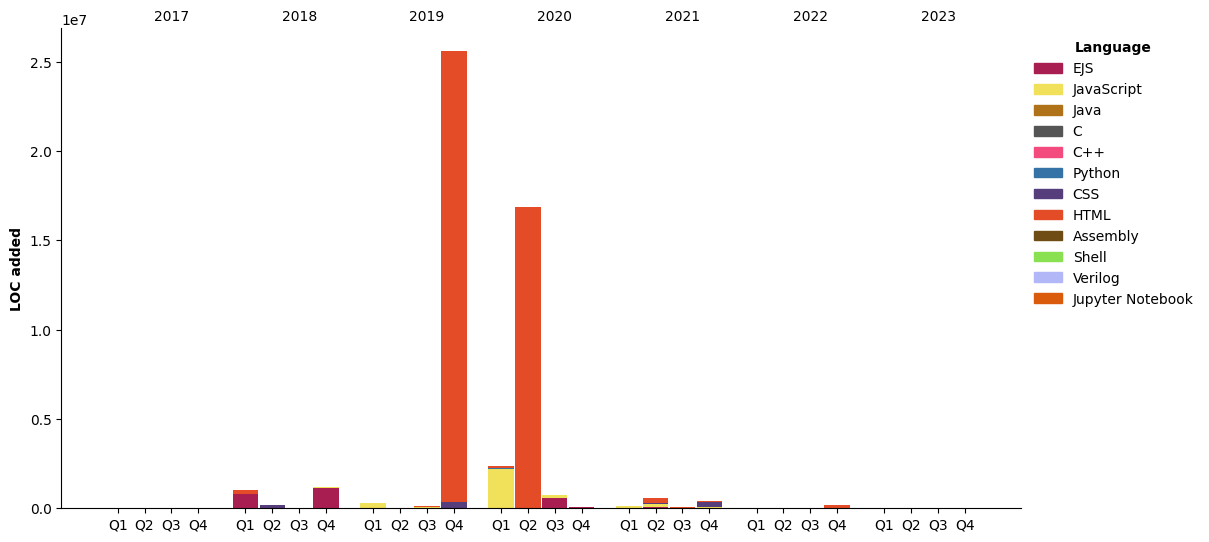 2017 2018 2019 2020 2021 2022 2023
1e7
2.5
2.0
1.5
1.0
0.5
0.0
LOC added
Q1 Q2 Q3 Q4 Q1 Q2 Q3 Q4 Q1 Q2 Q3 Q4 Q1 Q2 Q3 Q4 Q1 Q2 Q3 Q4 Q1 Q2 Q3 Q4 Q1 Q2 Q3 Q4
Language
EJS
JavaScript
Java
C
C++
Python
CSS
HTML
Assembly
Shell
Verilog
Jupyter Notebook